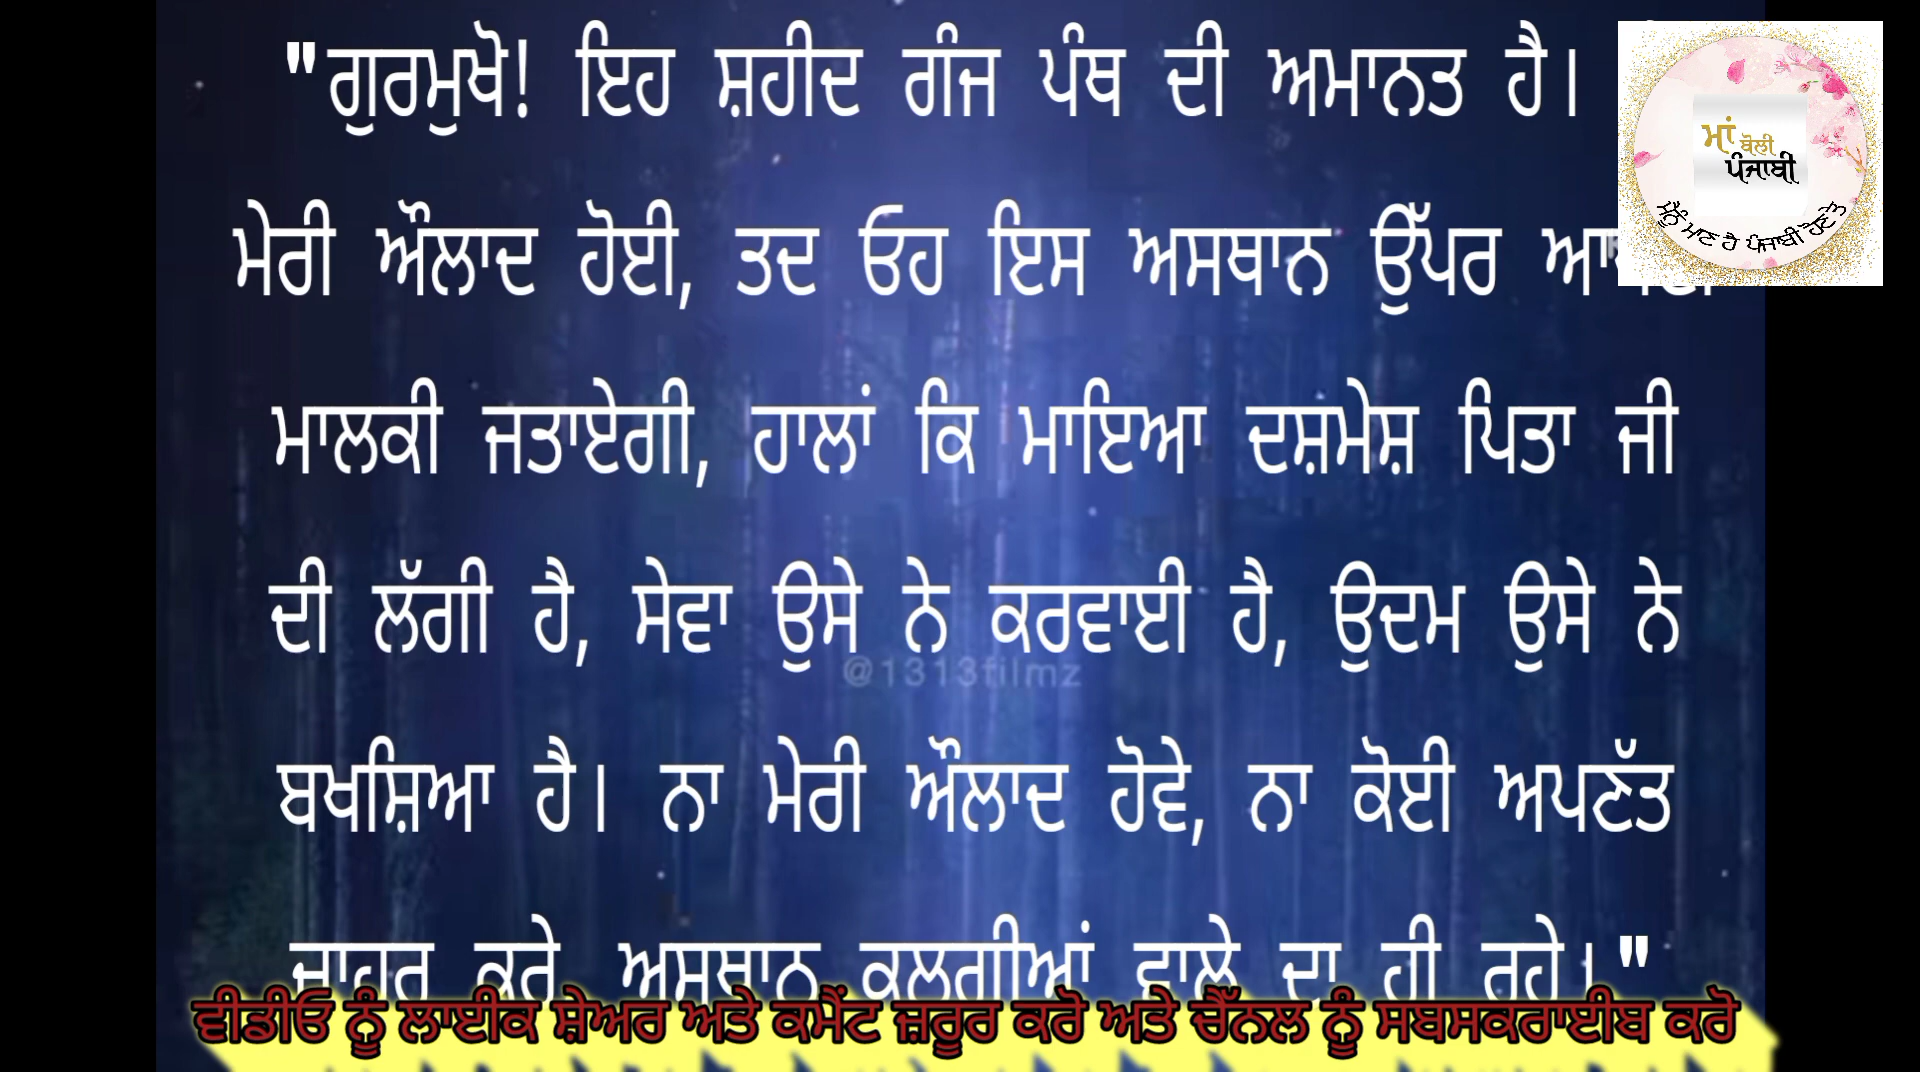 "ਗੁਰਮੁਖੋ! ਇਹ ਸ਼ਹੀਦ ਗੰਜ ਪੰਥ ਦੀ ਅਮਾਨਤ ਹੈ।
ਮੇਰੀ ਔਲਾਦ ਹੋਈ, ਤਦ ਓਹ ਇਸ ਅਸਥਾਨ ਉੱਪਰ
ਮਾਲਕੀ ਜਤਾਏਗੀ, ਹਾਲਾਂ ਕਿ ਮਾਇਆ ਦਸ਼ਮੇਸ਼ ਪਿਤਾ ਜੀ
ਦੀ ਲੱਗੀ ਹੈ, ਸੇਵਾ ਉਸੇ ਨੇ ਕਰਵਾਈ ਹੈ, ਉਦਮ ਉਸੇ ਨੇ
@1313filmz
ਬਖਸ਼ਿਆ ਹੈ। ਨਾ ਮੇਰੀ ਔਲਾਦ ਹੋਵੇ, ਨਾ ਕੋਈ ਅਪਣੱਤ
ਜ਼ਾਹਰ ਕਰੇ ਅਸਥਾਨ ਕਲਗੀਆਂ ਵਾਲੇ ਦਾ ਹੀ ਰਹੇ।"
ਵੀਡੀਓ ਨੂੰ ਲਾਈਕ ਸ਼ੇਅਰ ਅਤੇ ਕਮੈਂਟ ਜ਼ਰੂਰ ਕਰੋ ਅਤੇ ਚੈੱਨਲ ਨੂੰ ਸਬਸਕਰਾਈਬ ਕਰੋ
ਮਾਂ ਬੋਲੀ
ਪੰਜਾਬੀ
ਮੈਨੂੰ ਮਾਣ ਹੈ ਪੰਜਾਬੀ ਹੋਣ ਤੇ